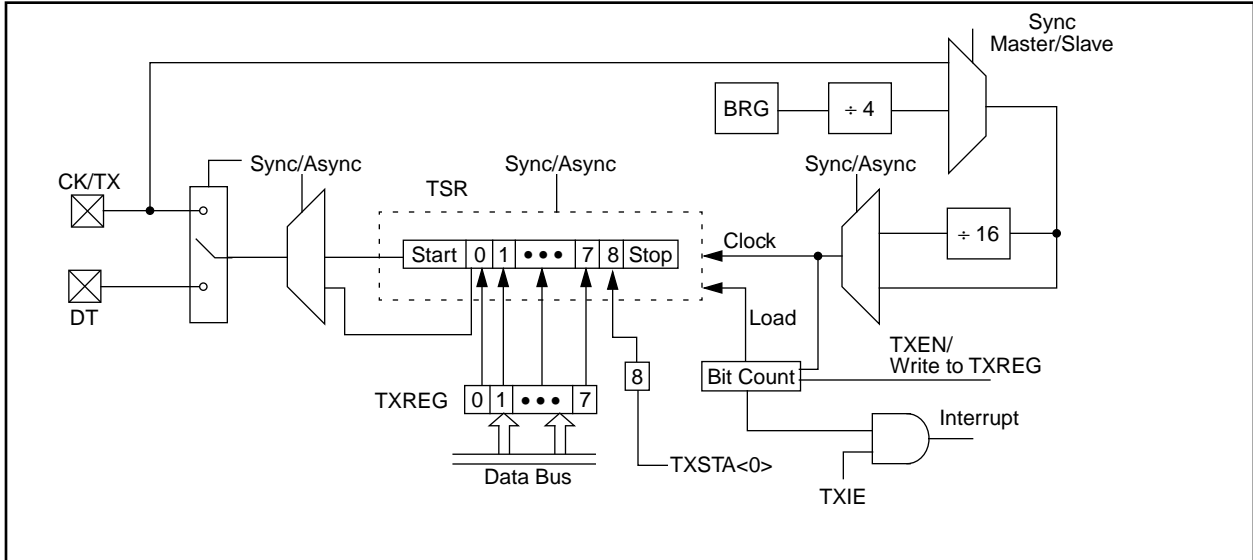 Sync
Master/Slave
BRG
÷ 4
CK/TX
Sync/Async
Sync/Async
Sync/Async
TSR
Start 0 1 ••• 7 8 Stop
Clock
÷ 16
DT
Load
TXEN/
Write to TXREG
Bit Count
8
TXREG 0 1 ••• 7
Interrupt
TXSTA<0>
Data Bus
TXIE